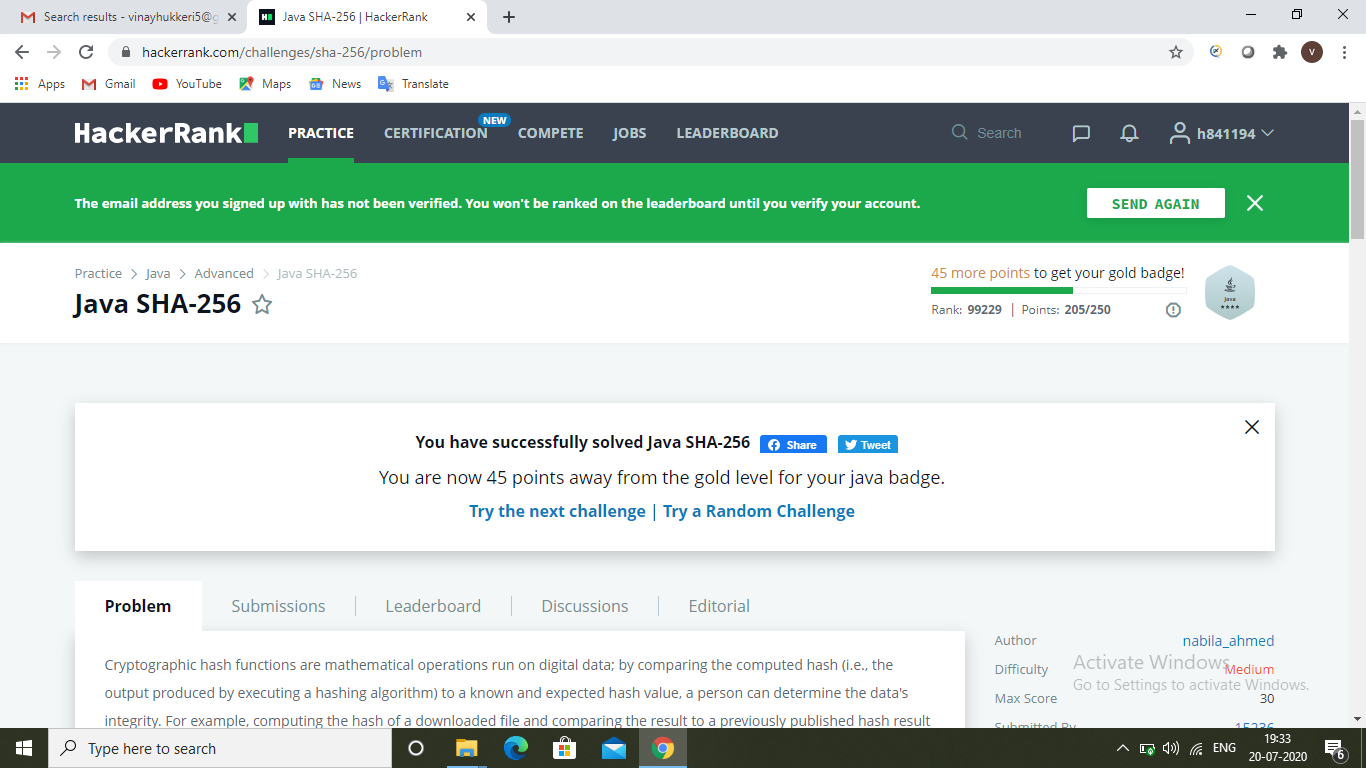 Search results - vinayhukkeri5@g
Java SHA-256 | HackerRank
hackerrank.com/challenges/sha-256/problem
V
Apps Gmail YouTube Maps News Translate
HackerRank PRACTICE CERTIFICATION NEW COMPETE JOBS LEADERBOARD Search h841194
The email address you signed up with has not been verified. You won't be ranked on the leaderboard until you verify your account. SEND AGAIN
Practice > Java > Advanced > Java SHA-256
Java SHA-256
45 more points to get your gold badge!
Rank: 99229 | Points: 205/250
Java
You have successfully solved Java SHA-256 Share Tweet
You are now 45 points away from the gold level for your java badge.
Try the next challenge | Try a Random Challenge
Problem Submissions Leaderboard Discussions Editorial
Cryptographic hash functions are mathematical operations run on digital data; by comparing the computed hash (i.e., the
output produced by executing a hashing algorithm) to a known and expected hash value, a person can determine the data's
integrity. For example, computing the hash of a downloaded file and comparing the result to a previously published hash result
Author nabila_ahmed
Difficulty Medium
Max Score 30
Submitted By 15236
Activate Windows
Go to Settings to activate Windows.
Type here to search
ENG
19:33
20-07-2020
6